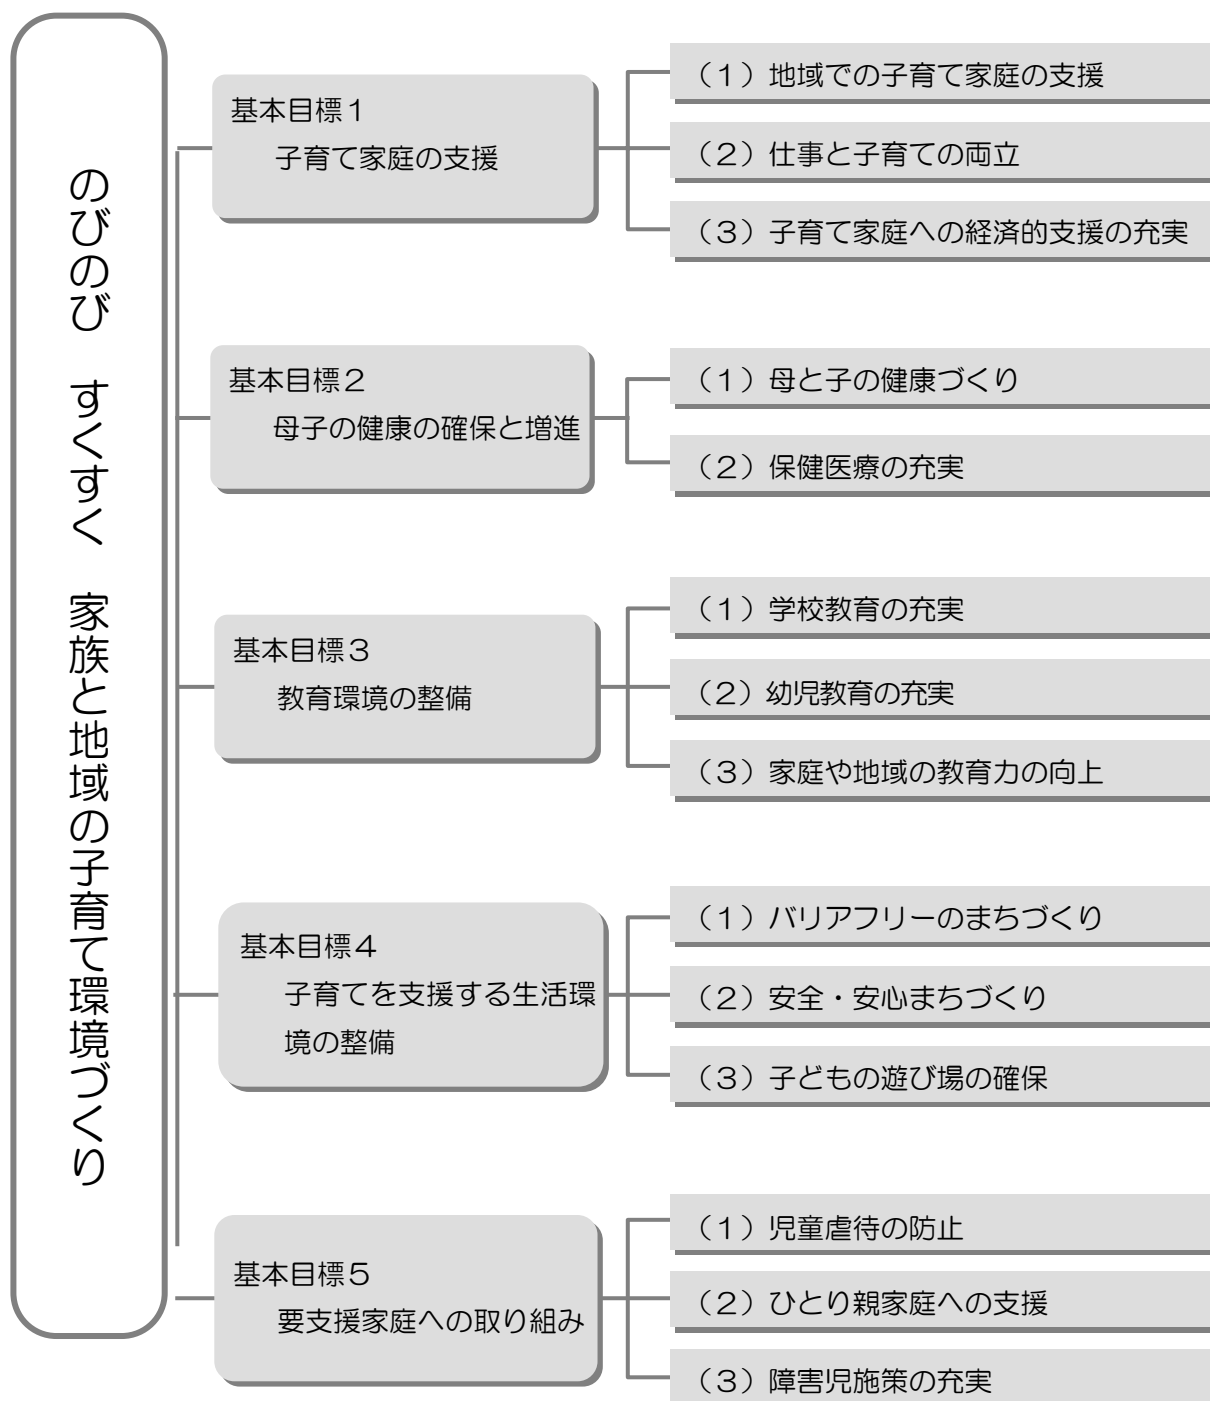 のびのび　すくすく　家族と地域の子育て環境づくり
基本目標１
子育て家庭の支援
（１）地域での子育て家庭の支援
（２）仕事と子育ての両立
（３）子育て家庭への経済的支援の充実
基本目標２
母子の健康の確保と増進
（１）母と子の健康づくり
（２）保健医療の充実
基本目標３
教育環境の整備
（１）学校教育の充実
（２）幼児教育の充実
（３）家庭や地域の教育力の向上
基本目標４
子育てを支援する生活環
境の整備
（１）バリアフリーのまちづくり
（２）安全・安心まちづくり
（３）子どもの遊び場の確保
基本目標５
要支援家庭への取り組み
（１）児童虐待の防止
（２）ひとり親家庭への支援
（３）障害児施策の充実